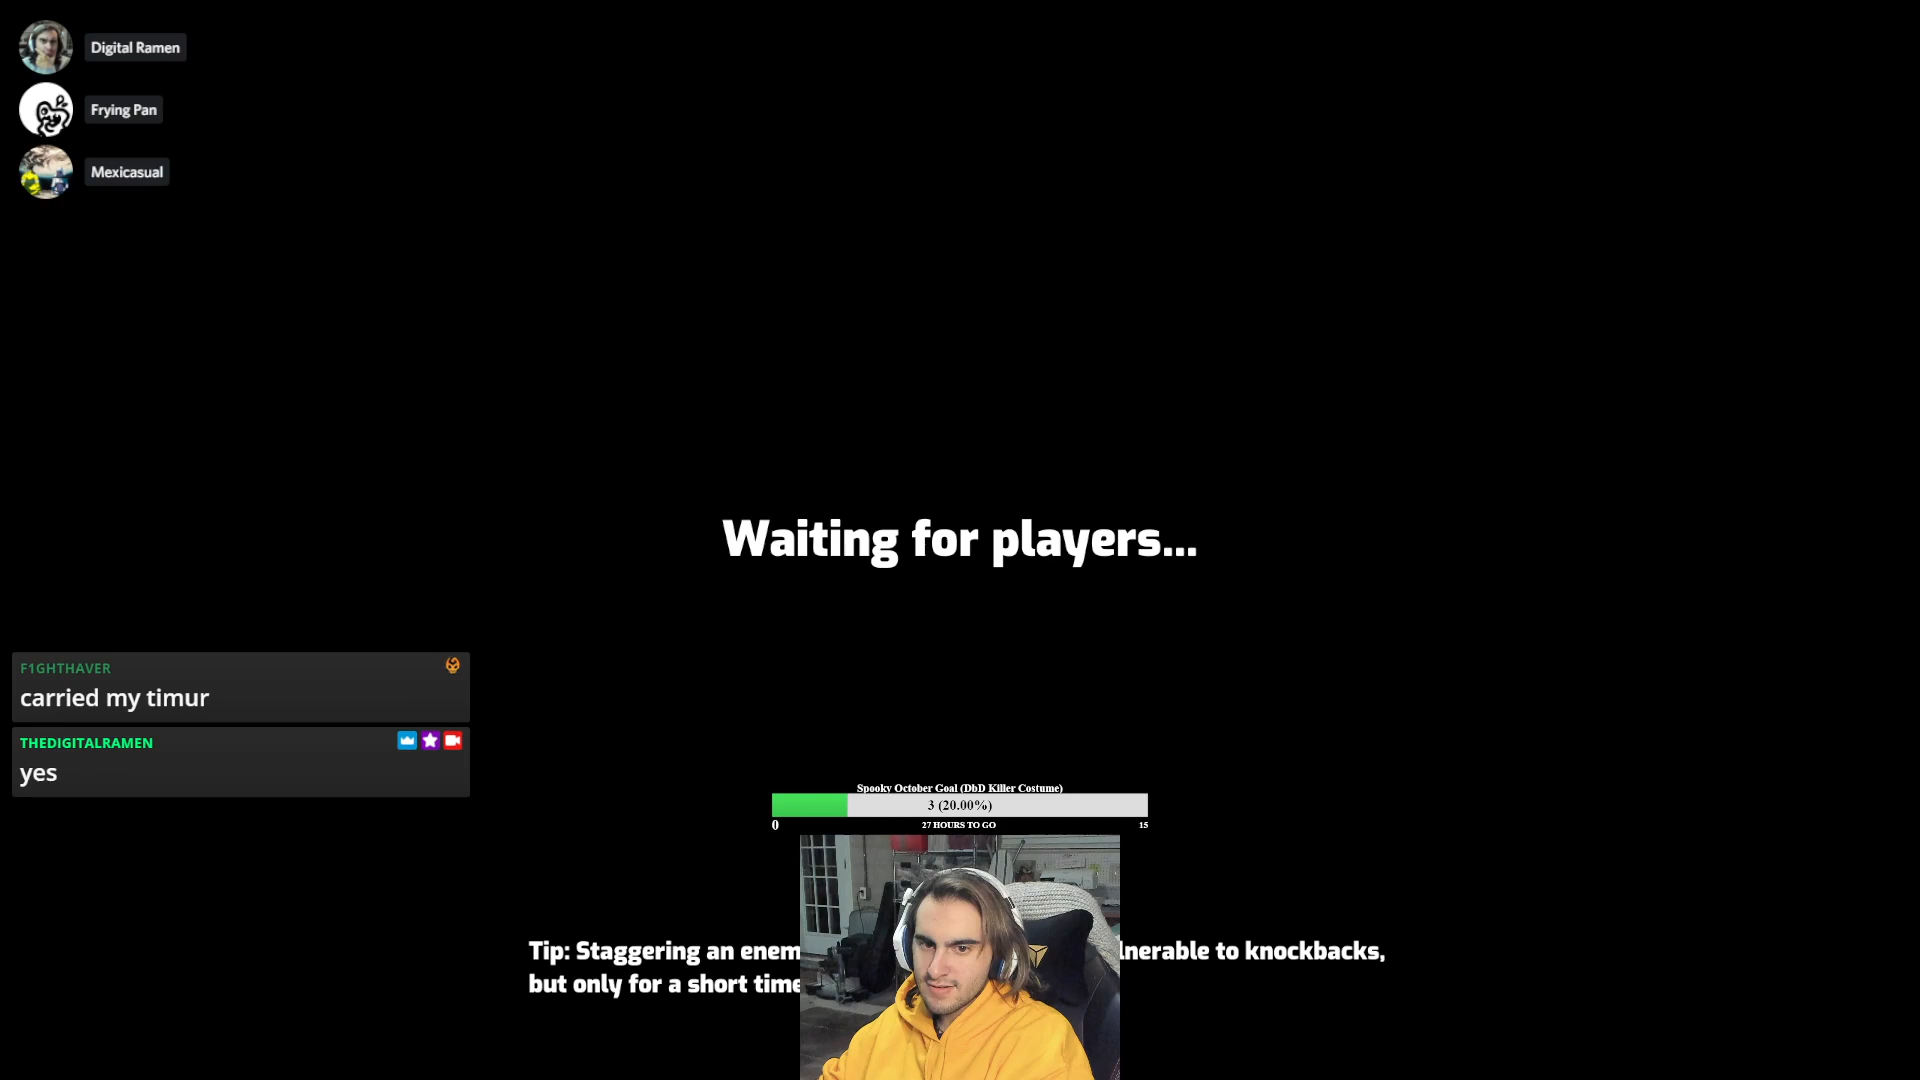 Digital Ramen
Frying Pan
Mexicasual
Waiting for players...
F1GHTHAVER
carried my timur
THEDIGITALRAMEN
yes
Spooky October Goal (DbD Killer Costume)
3 (20.00%)
0 27 HOURS TO GO 15
Tip: Staggering an enem lnerable to knockbacks,
but only for a short time